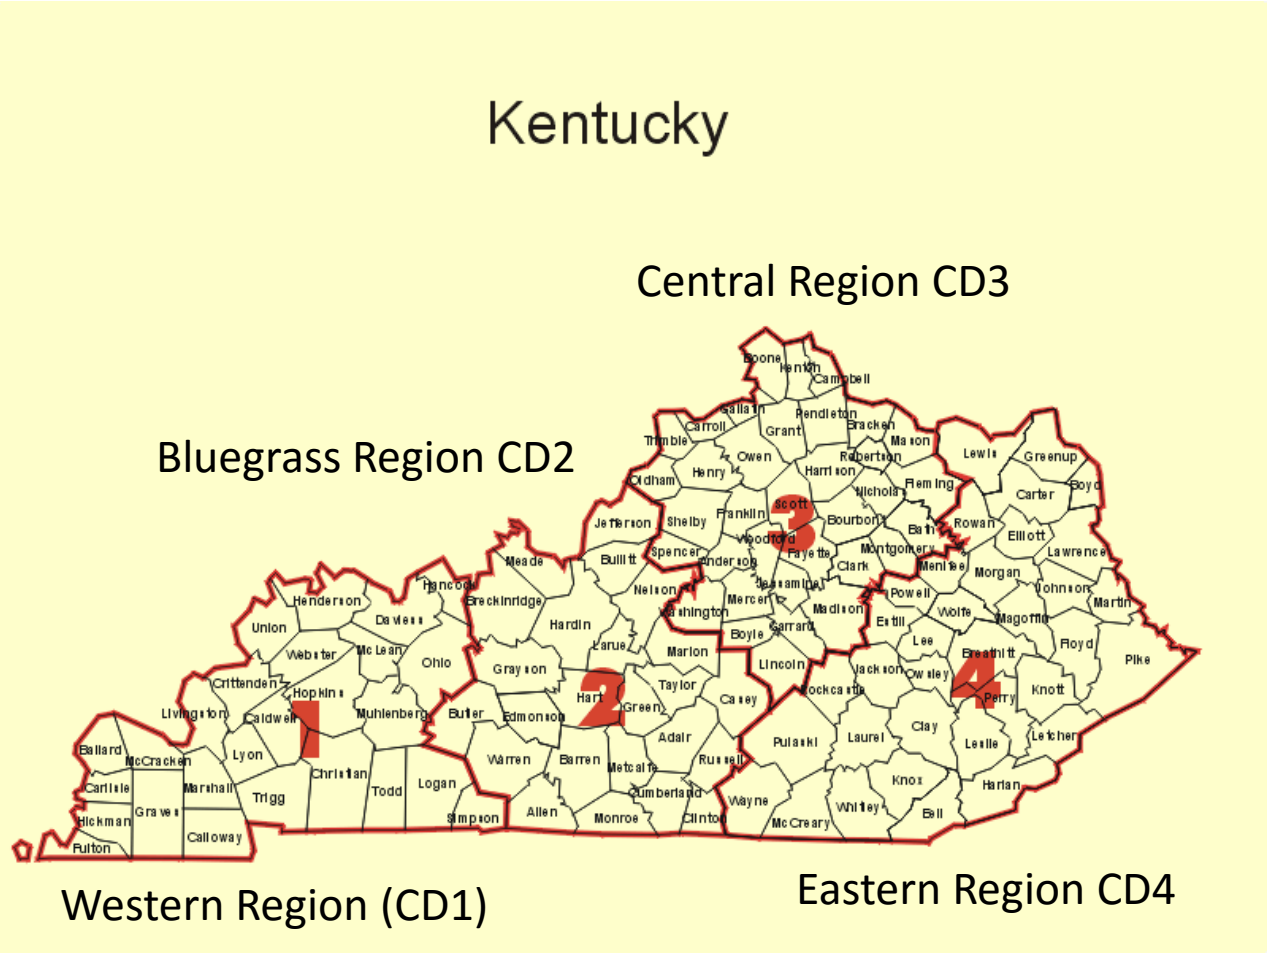 Kentucky
Central Region CD3
Bluegrass Region CD2
Boone
Kenton
Campbell
Gallatin
Pendleton
Carroll
Grant
Bracken
Trimble
Mason
Owen
Robertson
Lewis
Greenup
Henry
Harrison
Oldham
Nicholas
Fleming
Boyd
Carter
Scott
3
Franklin
Jefferson
Shelby
Bourbon
Bath
Rowan
Elliott
Woodford
Fayette
Spencer
Anderson
Montgomery
Lawrence
Bullitt
Meade
Clark
Menifee
Morgan
Hancock
Nelson
Jessamine
Powell
Johnson
Martin
Breckinridge
Henderson
Mercer
Washington
Madison
Wolfe
Magoffin
Daviess
Union
Hardin
Garrard
Estill
Boyle
Lee
Floyd
Larue
Marion
Mc Lean
Webster
Breathitt
Pike
Ohio
Grayson
Lincoln
Jackson
Owsley
4
Crittenden
Hopkins
Taylor
Rockcastle
Perry
Knott
Hart
2
Green
Casey
Livingston
Caldwell
1
Muhlenberg
Butler
Edmonson
Clay
Adair
Pulaski
Laurel
Leslie
Letcher
Ballard
McCracken
Lyon
Warren
Barren
Metcalfe
Russell
Christian
Carlisle
Marshall
Trigg
Todd
Logan
Cumberland
Knox
Harlan
Graves
Wayne
Whitley
Hickman
Simpson
Allen
Monroe
Clinton
McCreary
Bell
Calloway
Fulton
Western Region (CD1)
Eastern Region CD4